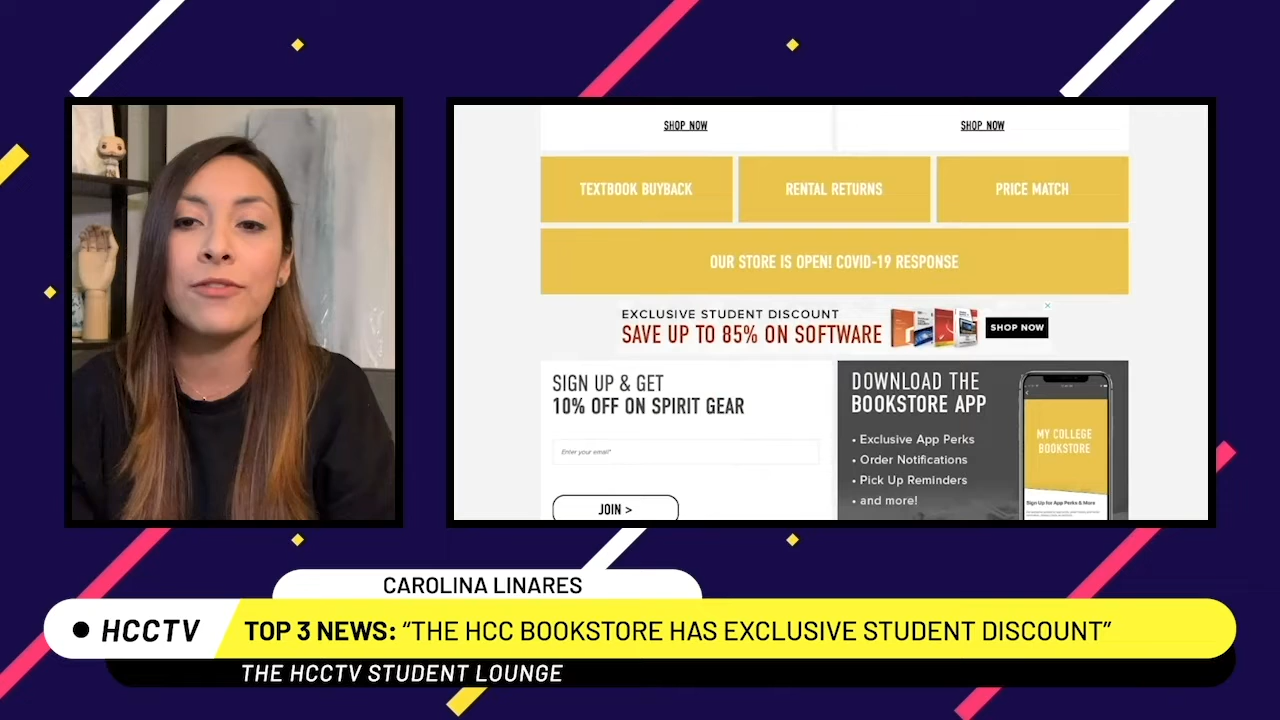 SHOP NOW
SHOP NOW
TEXTBOOK BUYBACK
RENTAL RETURNS
PRICE MATCH
OUR STORE IS OPEN! COVID-19 RESPONSE
EXCLUSIVE STUDENT DISCOUNT
SAVE UP TO 85% ON SOFTWARE
SHOP NOW
SIGN UP & GET
10% OFF ON SPIRIT GEAR
Enter your email*
JOIN >
DOWNLOAD THE
BOOKSTORE APP
• Exclusive App Perks
• Order Notifications
• Pick Up Reminders
• and more!
MY COLLEGE
BOOKSTORE
Sign Up for App Perks & More
CAROLINA LINARES
HCCTV
TOP 3 NEWS: “THE HCC BOOKSTORE HAS EXCLUSIVE STUDENT DISCOUNT”
THE HCCTV STUDENT LOUNGE